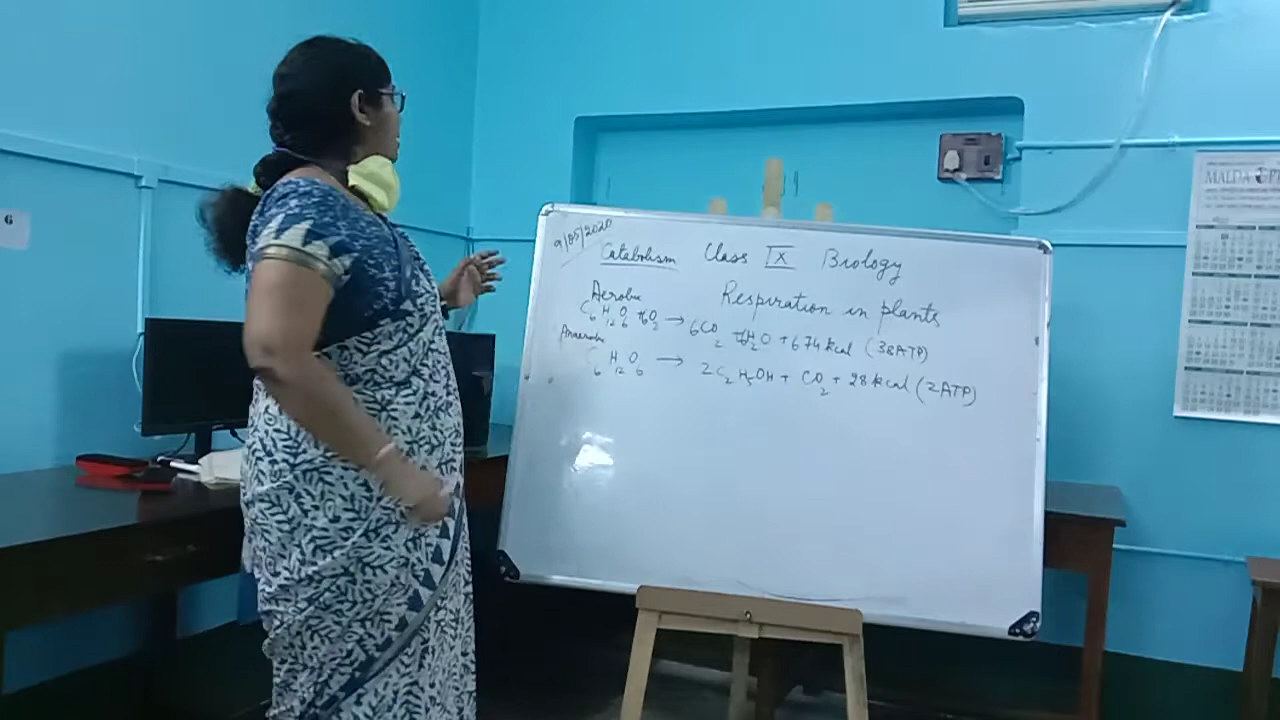 9/05/2020
Catabolism Class IX Biology
Respiration in plants
Aerobic
C6H12O6 + 6O2 → 6CO2 + 6H2O + 674 kcal (38ATP)
Anaerobic
C6H12O6 → 2C2H5OH + CO2 + 28 kcal (2ATP)
6
MALDA